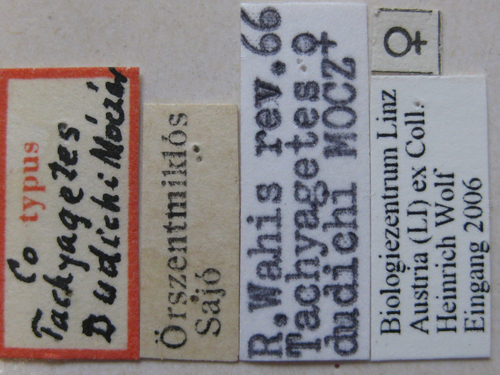 Co typus
Tachyagetes
Dudichi Móczár
Örszentmiklós
Sajó
R.Wahis rev.66
Tachyagetes ♀
dudichi MOCZ♀
♀
Biologiezentrum Linz
Austria (LI) ex Coll.
Heinrich Wolf
Eingang 2006